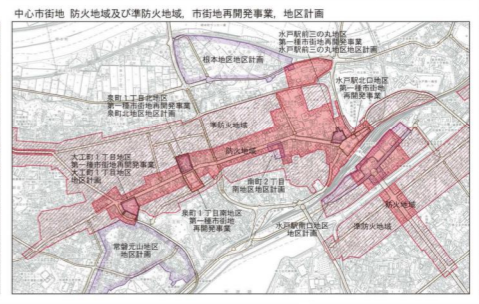 中心市街地 防火地域及び準防火地域，市街地再開発事業，地区計画
水戸駅前三の丸地区
第一種市街地再開発事業
水戸駅前三の丸地区地区計画
根本地区地区計画
水戸駅北口地区
第一種市街地
再開発事業
泉町１丁目北地区
第一種市街地再開発事業
泉町北地区地区計画
準防火地域
防火地域
大工町１丁目地区
第一種市街地再開発事業
大工町１丁目地区
地区計画
南町２丁目
南地区地区計画
泉町１丁目南地区
第一種市街地
再開発事業
水戸駅南口地区
地区計画
防火地域
準防火地域
常磐元山地区
地区計画